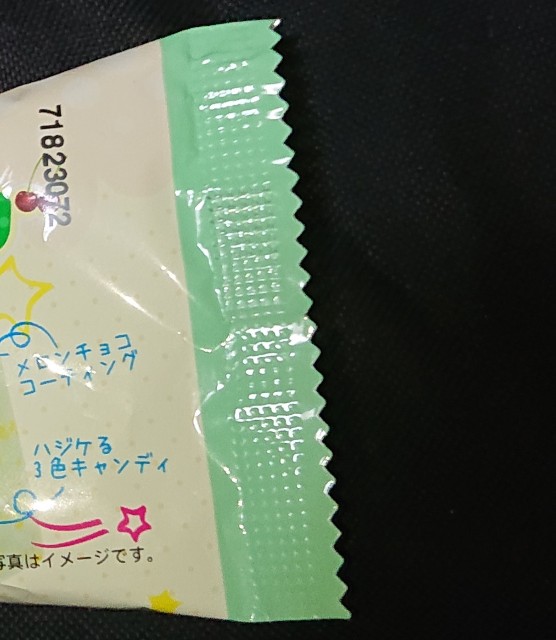 71823072
メロンチョコ
コーティング
ハジケる
3色キャンディ
写真はイメージです。